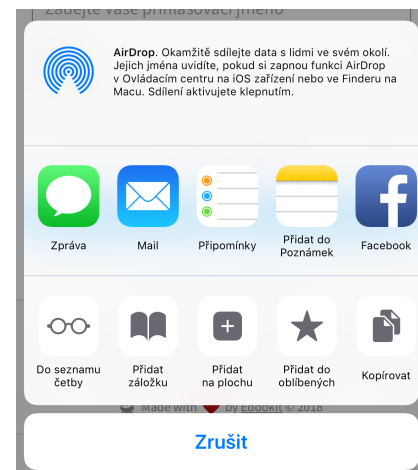 Zadejte vaše přihlašovací jméno
AirDrop. Okamžitě sdílejte data s lidmi ve svém okolí.
Jejich jména uvidíte, pokud si zapnou funkci AirDrop
v Ovládacím centru na iOS zařízení nebo ve Finderu na
Macu. Sdílení aktivujete klepnutím.
Zpráva
Mail
Připomínky
Přidat do
Poznámek
Facebook
Do seznamu
četby
Přidat
záložku
Přidat
na plochu
Přidat do
oblíbených
Kopírovat
Made with ❤ by Edookit © 2018
Zrušit